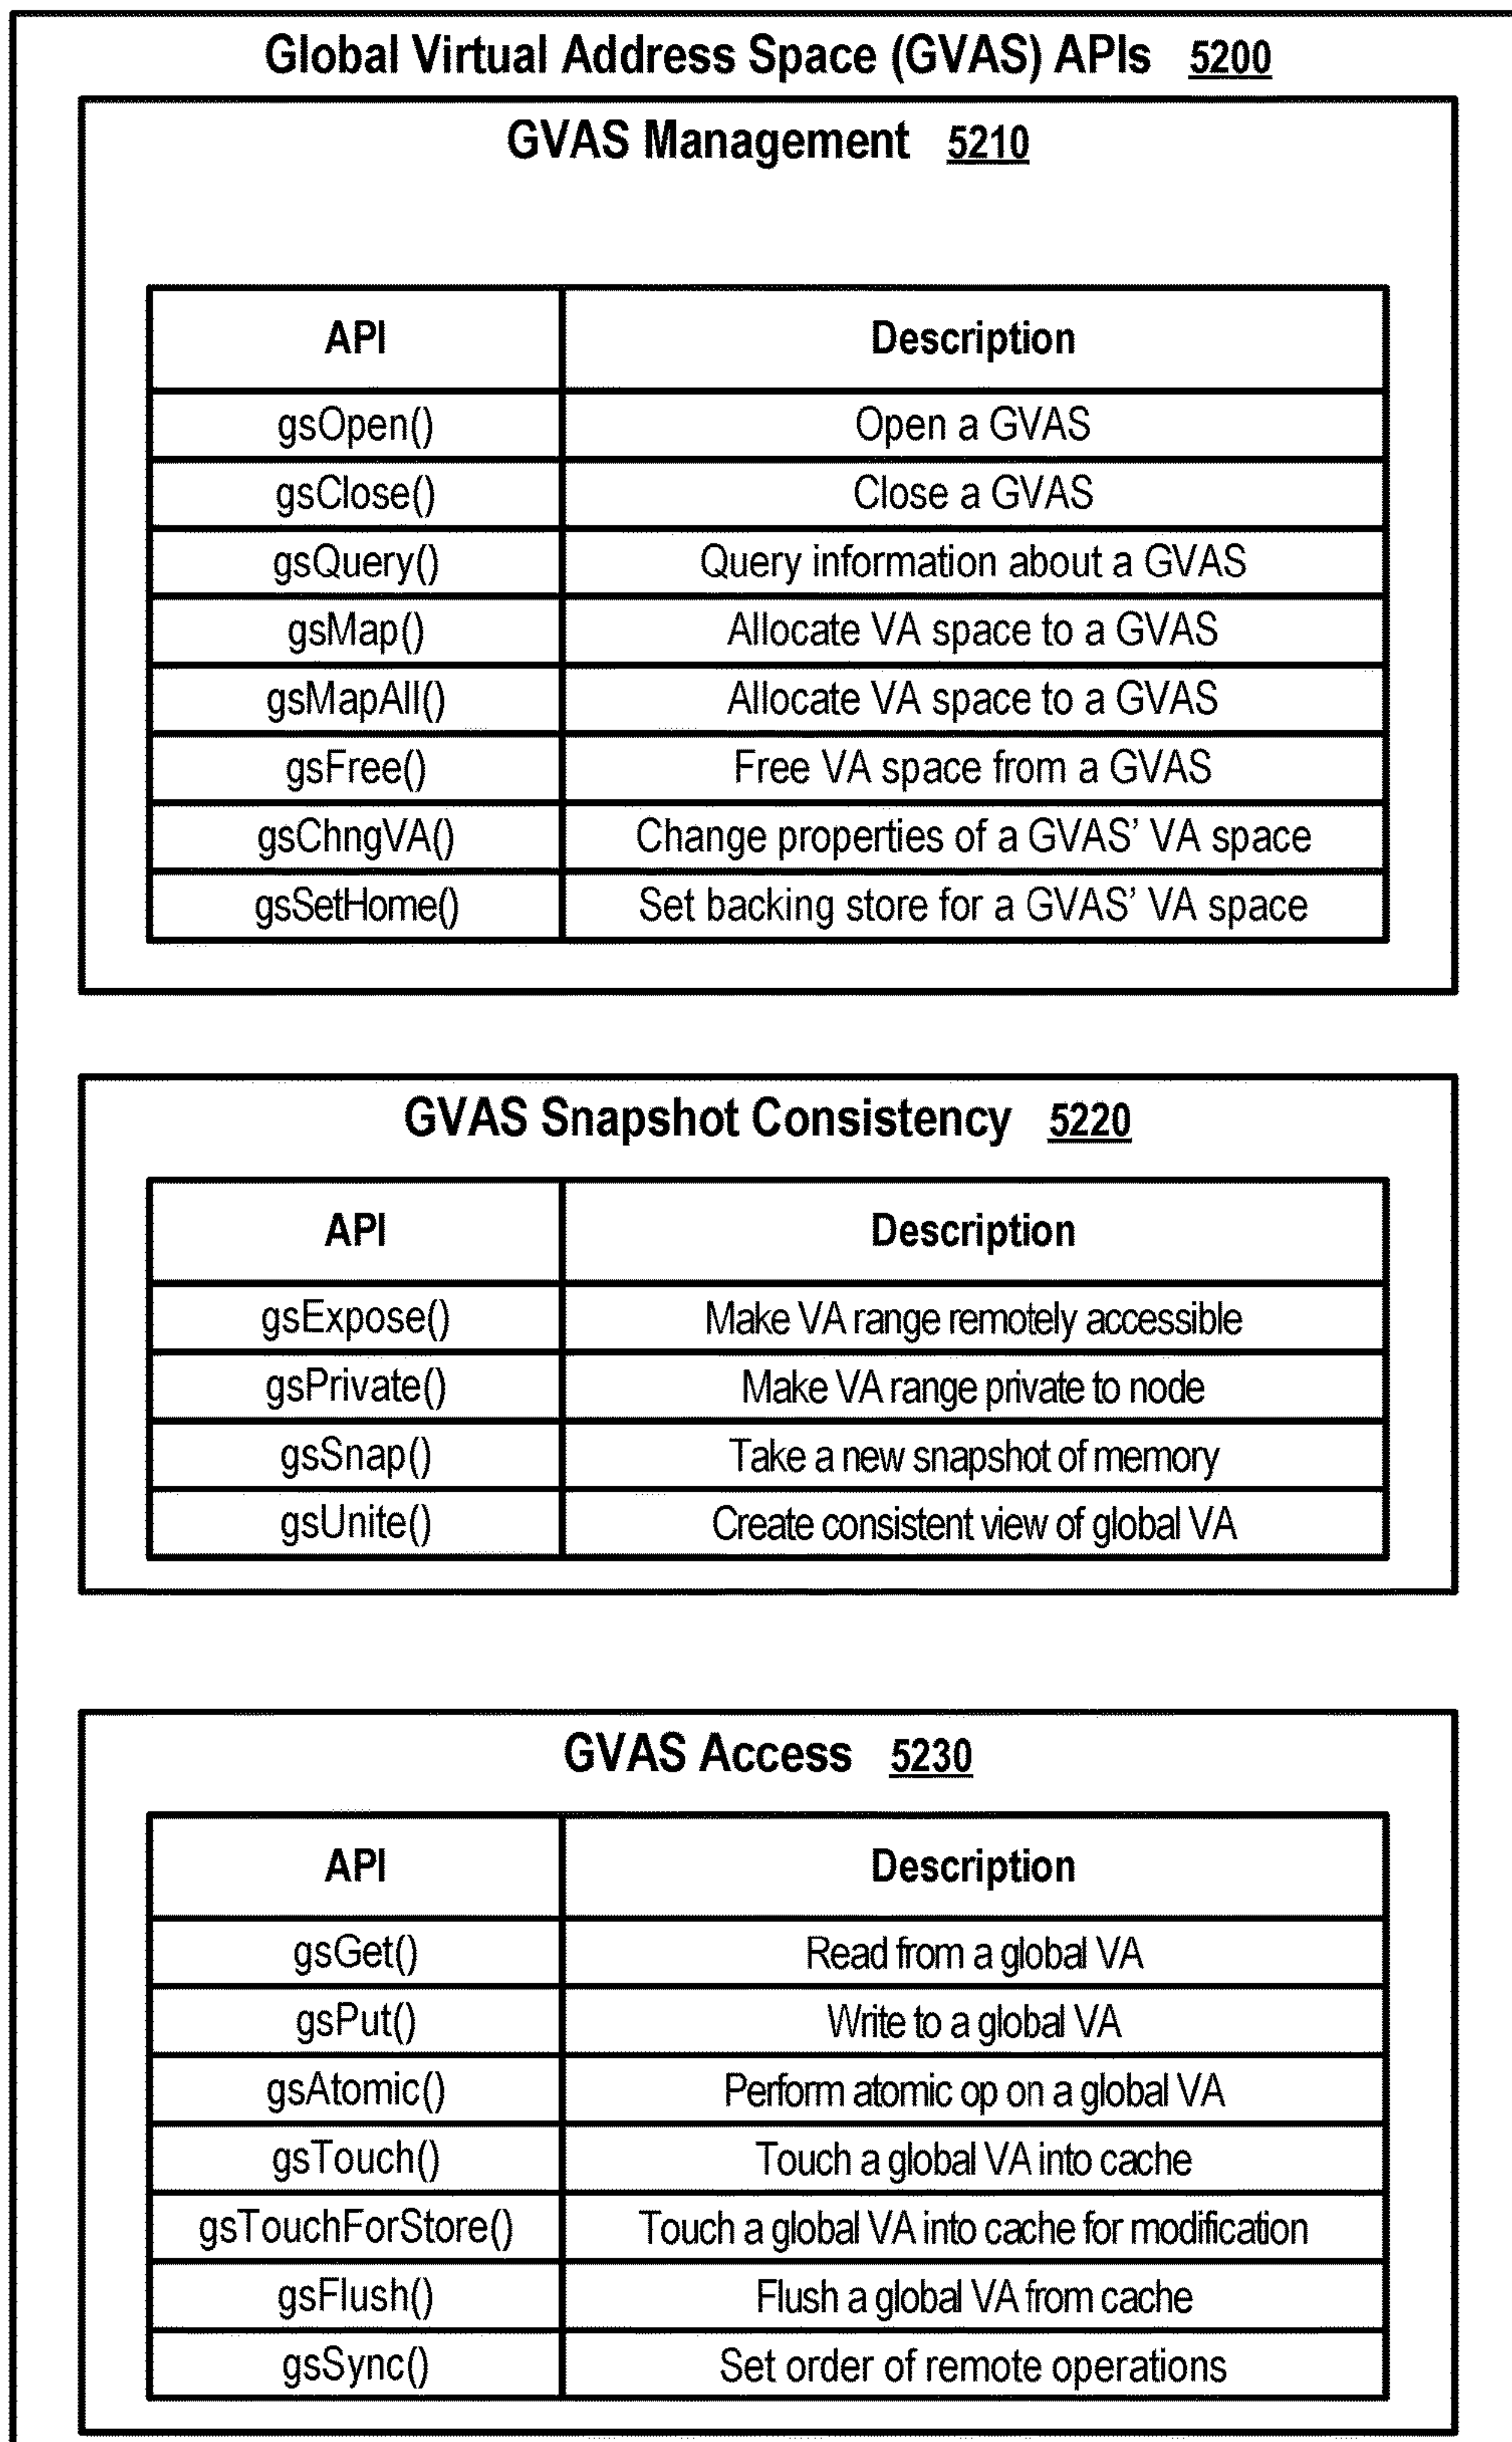 Global Virtual Address Space (GVAS) APIs 5200
GVAS Management 5210
API Description
gsOpen() Open a GVAS
gsClose() Close a GVAS
gsQuery() Query information about a GVAS
gsMap() Allocate VA space to a GVAS
gsMapAll() Allocate VA space to a GVAS
gsFree() Free VA space from a GVAS
gsChngVA() Change properties of a GVAS’ VA space
gsSetHome() Set backing store for a GVAS’ VA space
GVAS Snapshot Consistency 5220
API Description
gsExpose() Make VA range remotely accessible
gsPrivate() Make VA range private to node
gsSnap() Take a new snapshot of memory
gsUnite() Create consistent view of global VA
GVAS Access 5230
API Description
gsGet() Read from a global VA
gsPut() Write to a global VA
gsAtomic() Perform atomic op on a global VA
gsTouch() Touch a global VA into cache
gsTouchForStore() Touch a global VA into cache for modification
gsFlush() Flush a global VA from cache
gsSync() Set order of remote operations